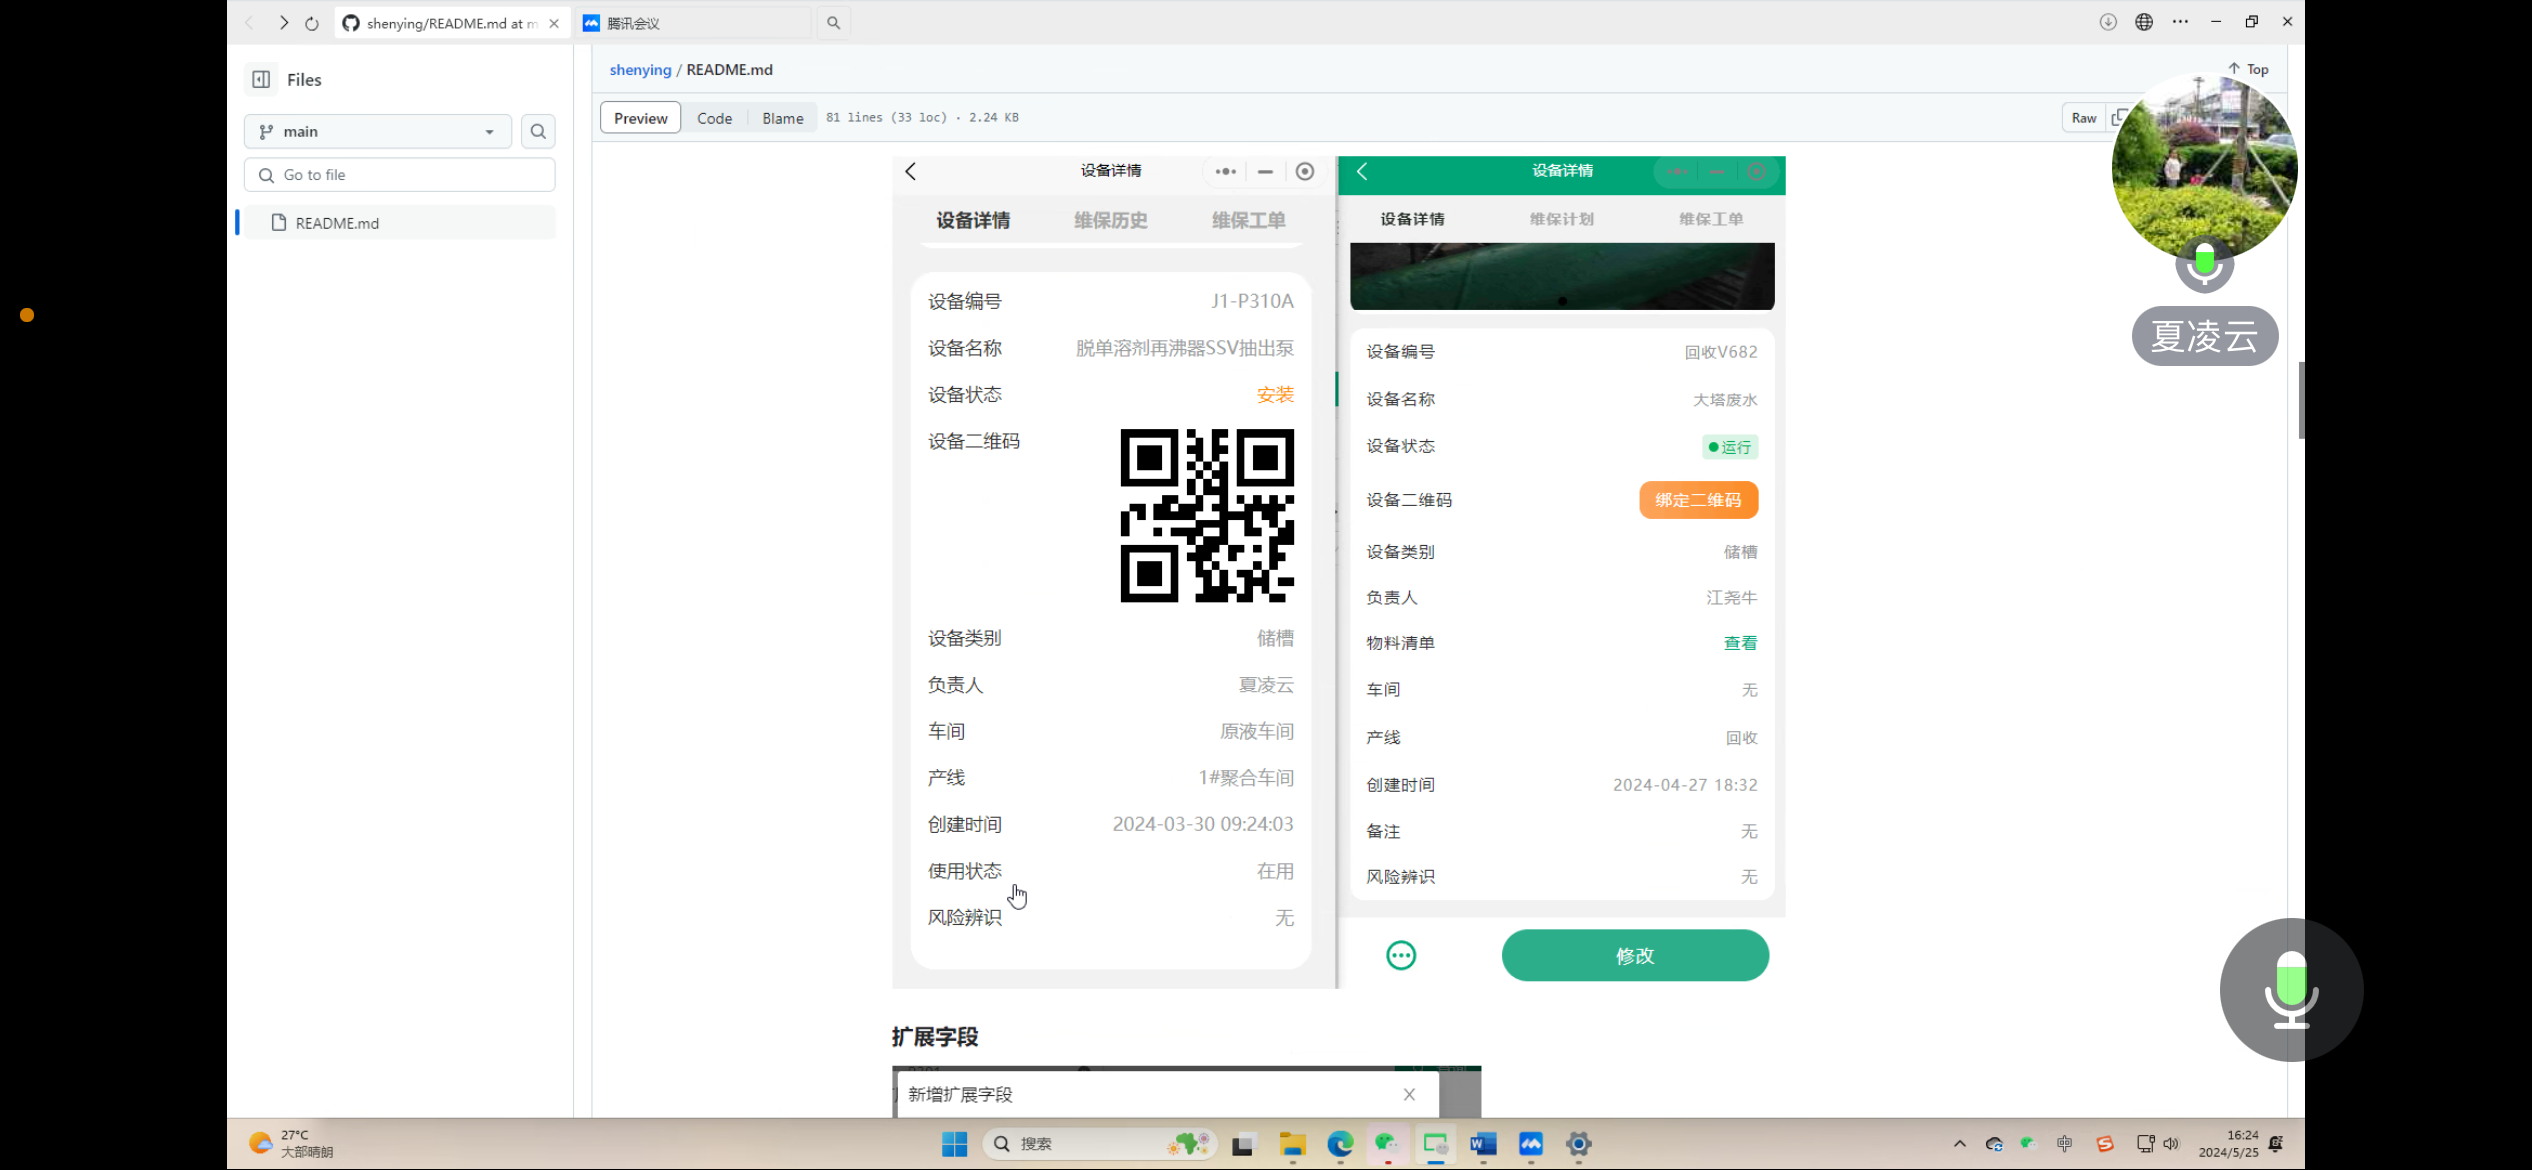 shenying/README.md at m
腾讯会议
Files
main
Go to file
README.md
shenying / README.md
Top
Preview
Code
Blame
81 lines (33 loc) · 2.24 KB
Raw
设备详情
设备详情 维保历史 维保工单
设备编号 J1-P310A
设备名称 脱单溶剂再沸器SSV抽出泵
设备状态 安装
设备二维码
设备类别 储槽
负责人 夏凌云
车间 原液车间
产线 1#聚合车间
创建时间 2024-03-30 09:24:03
使用状态 在用
风险辨识 无
设备详情
设备详情 维保计划 维保工单
设备编号 回收V682
设备名称 大塔废水
设备状态 运行
设备二维码 绑定二维码
设备类别 储槽
负责人 江尧牛
物料清单 查看
车间 无
产线 回收
创建时间 2024-04-27 18:32
备注 无
风险辨识 无
修改
扩展字段
新增扩展字段
夏凌云
27°C
大部晴朗
搜索
中
16:24
2024/5/25